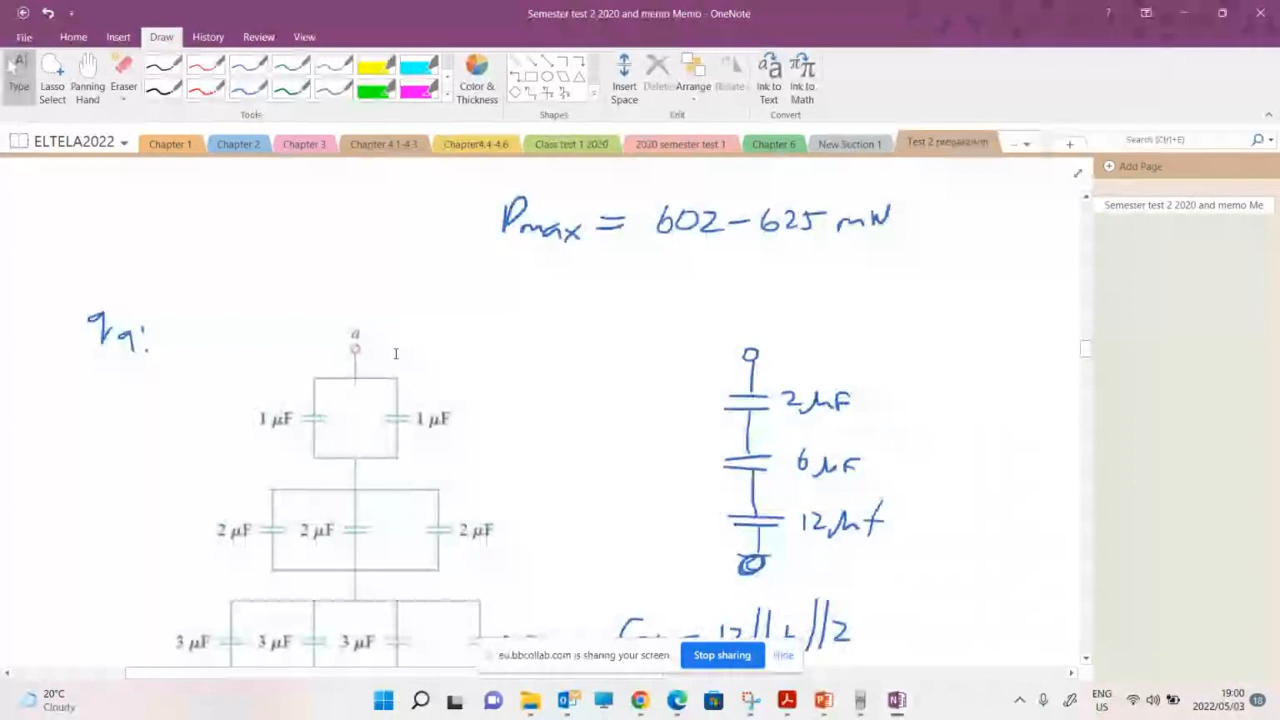 Semester test 2 2020 and memo Memo - OneNote
File Home Insert Draw History Review View
Type Lasso Select Panning Hand Eraser Color & Thickness Insert Space Delete Arrange Rotate Ink to Text Ink to Math
Tools Shapes Edit Convert
ELTELA2022 Chapter 1 Chapter 2 Chapter 3 Chapter 4.1-4.3 Chapter4.4-4.6 Class test 1 2020 2020 semester test 1 Chapter 6 New Section 1 Test 2 preparation Search (Ctrl+E)
Add Page
Semester test 2 2020 and memo Me
Pmax = 602 - 625 mW
a
1 μF 1 μF
2 μF
6 μF
12 μf
2 μF 2 μF 2 μF
12 // 6 // 2
3 μF 3 μF 3 μF
eu.bbcollab.com is sharing your screen. Stop sharing Hide
20°C
Cloudy
ENG
US
19:00
2022/05/03
18